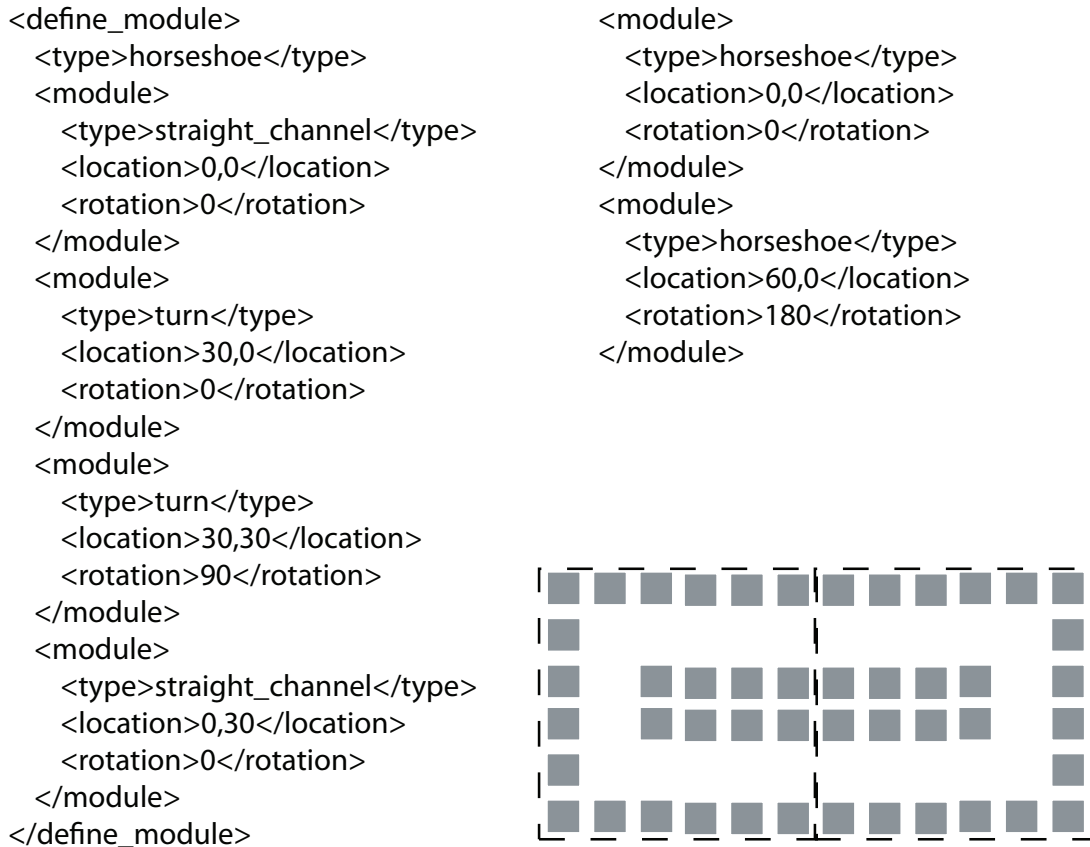 <define_module>
<type>horseshoe</type>
<module>
<type>straight_channel</type>
<location>0,0</location>
<rotation>0</rotation>
</module>
<module>
<type>turn</type>
<location>30,0</location>
<rotation>0</rotation>
</module>
<module>
<type>turn</type>
<location>30,30</location>
<rotation>90</rotation>
</module>
<module>
<type>straight_channel</type>
<location>0,30</location>
<rotation>0</rotation>
</module>
</define_module>
<module>
<type>horseshoe</type>
<location>0,0</location>
<rotation>0</rotation>
</module>
<module>
<type>horseshoe</type>
<location>60,0</location>
<rotation>180</rotation>
</module>